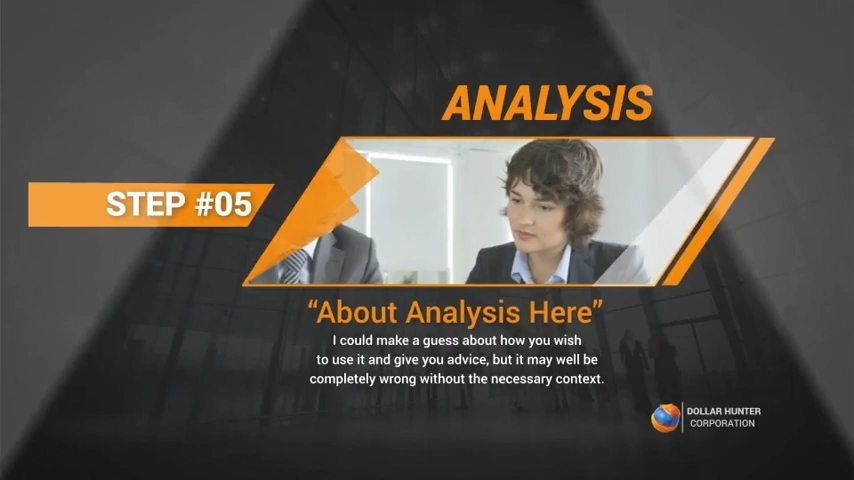 ANALYSIS
STEP #05
“About Analysis Here”
I could make a guess about how you wish
to use it and give you advice, but it may well be
completely wrong without the necessary context.
DOLLAR HUNTER
CORPORATION